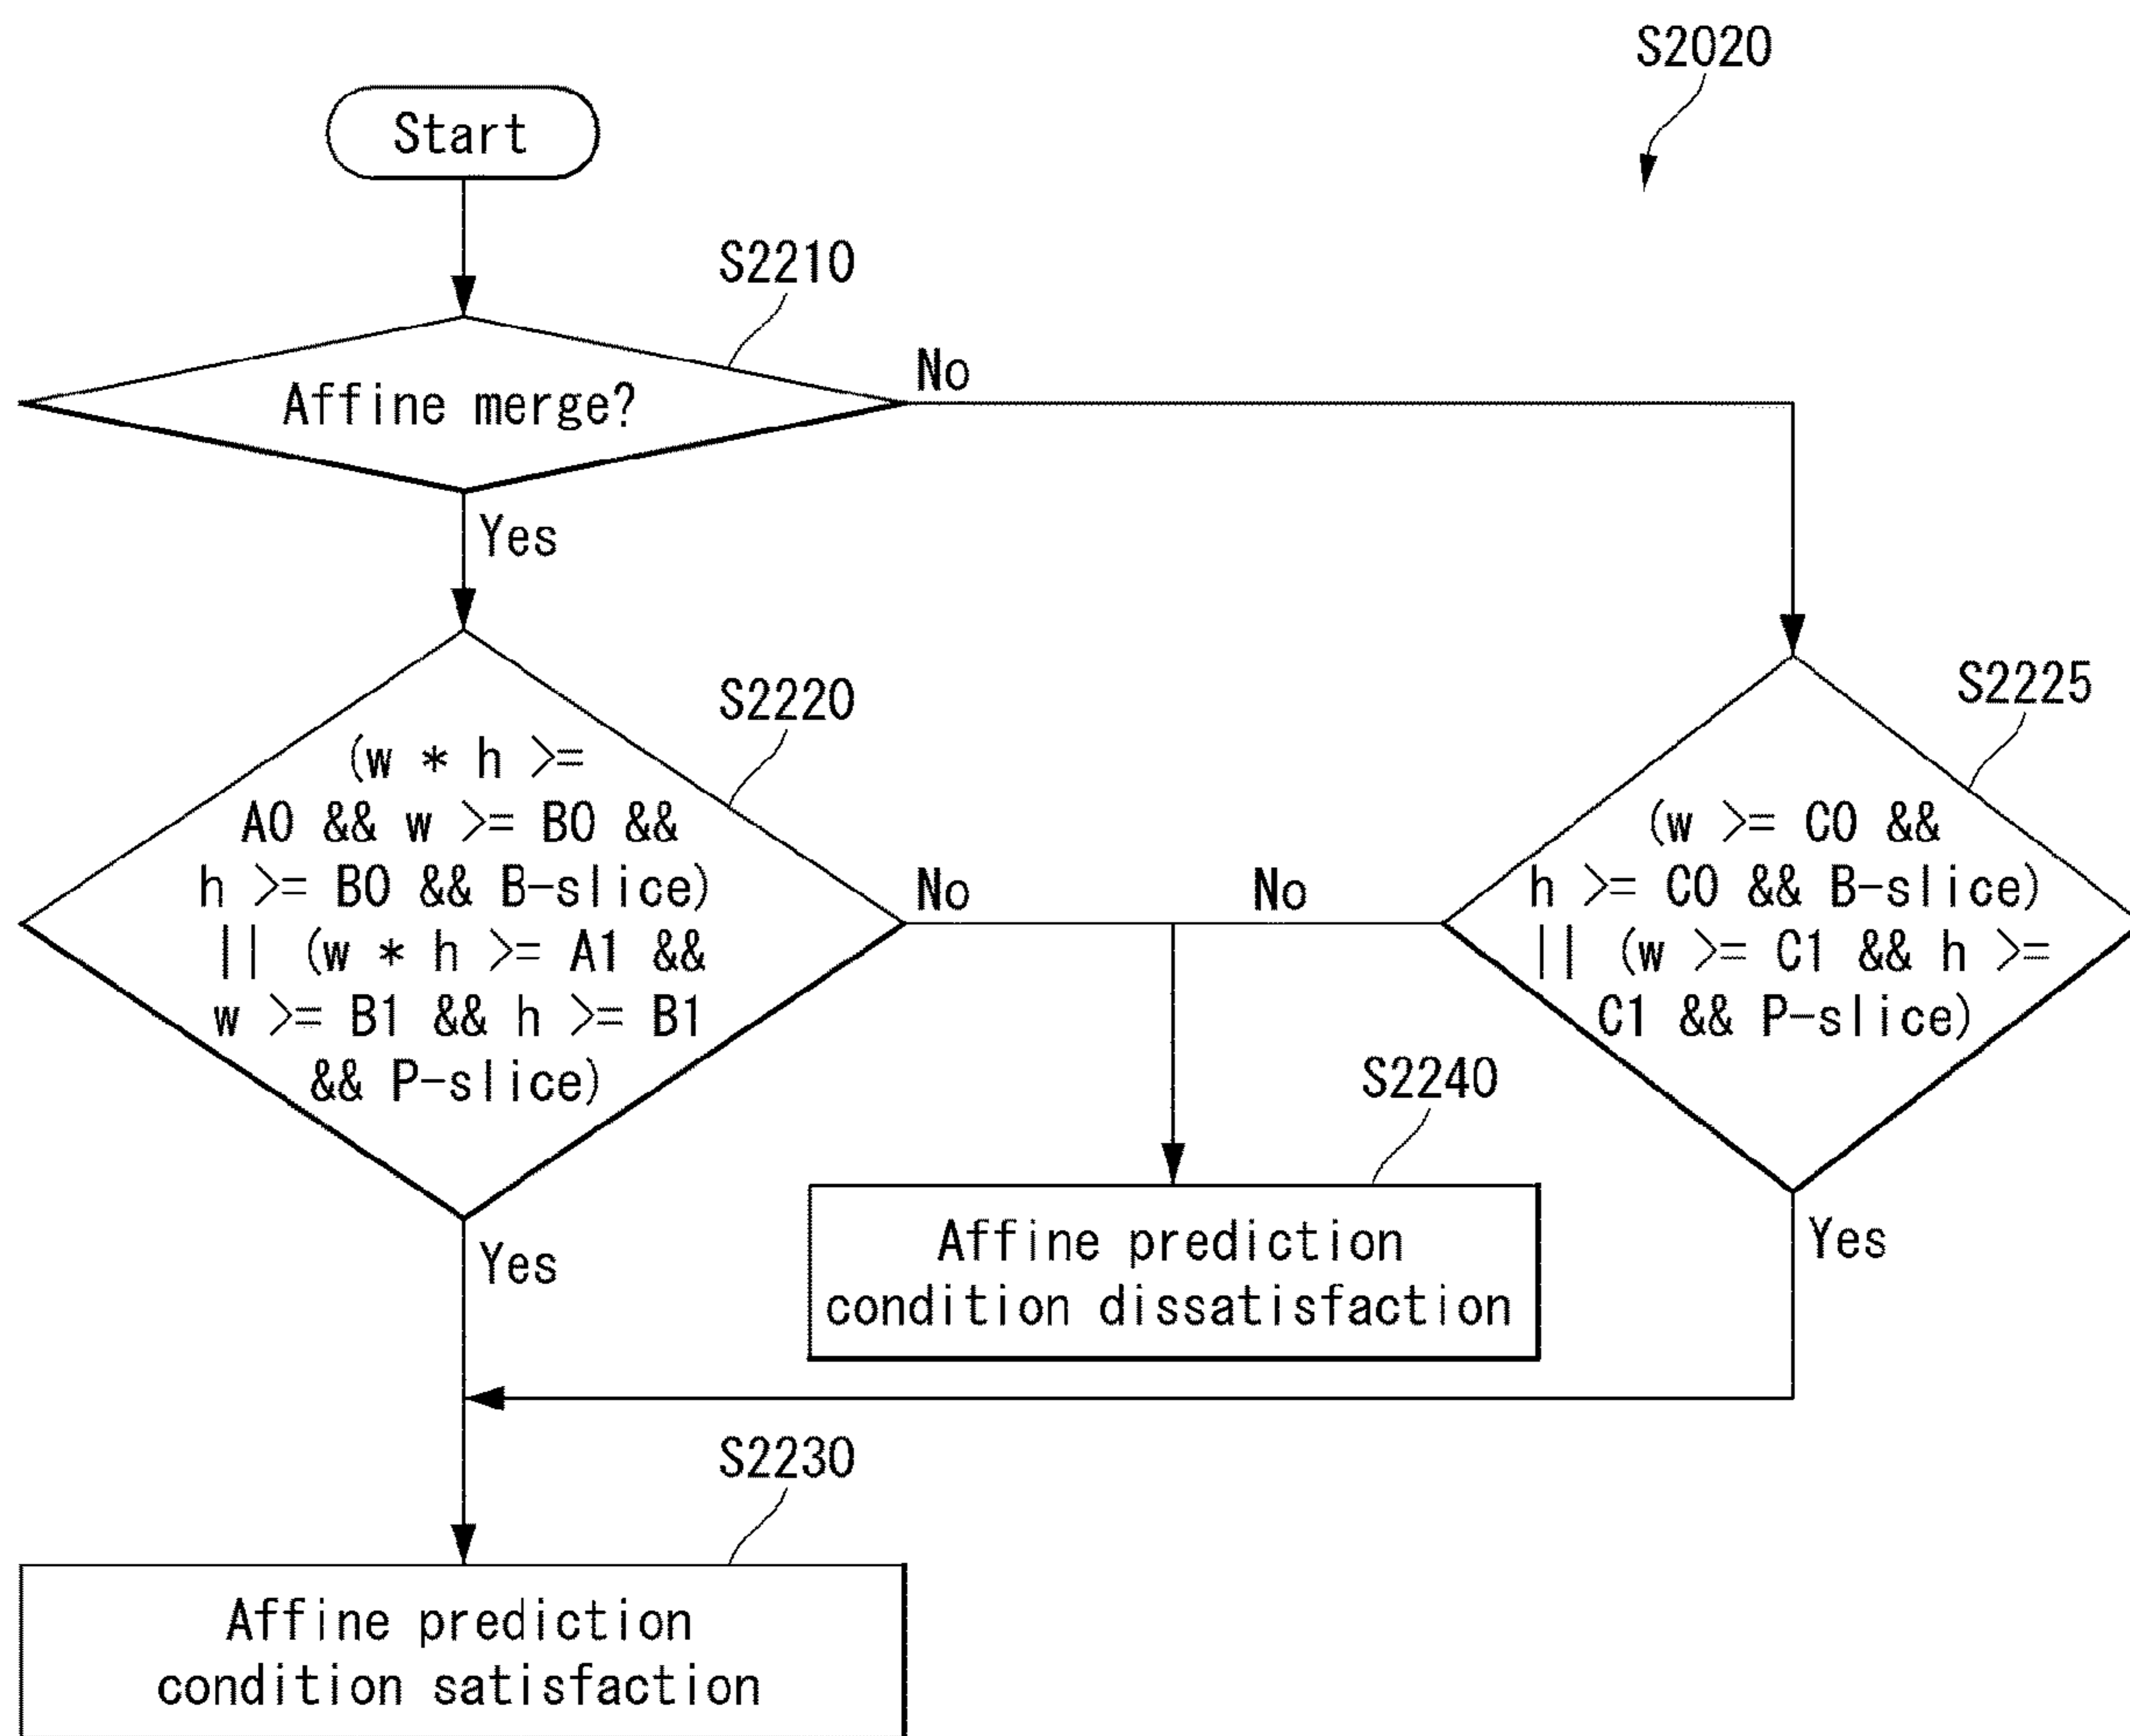 S2020
Start
S2210
Affine merge?
No
Yes
S2220
(w * h >=
A0 && w >= B0 &&
h >= B0 && B-slice)
|| (w * h >= A1 &&
w >= B1 && h >= B1
&& P-slice)
No
No
S2225
(w >= C0 &&
h >= C0 && B-slice)
|| (w >= C1 && h >=
C1 && P-slice)
S2240
Affine prediction
condition dissatisfaction
Yes
Yes
S2230
Affine prediction
condition satisfaction